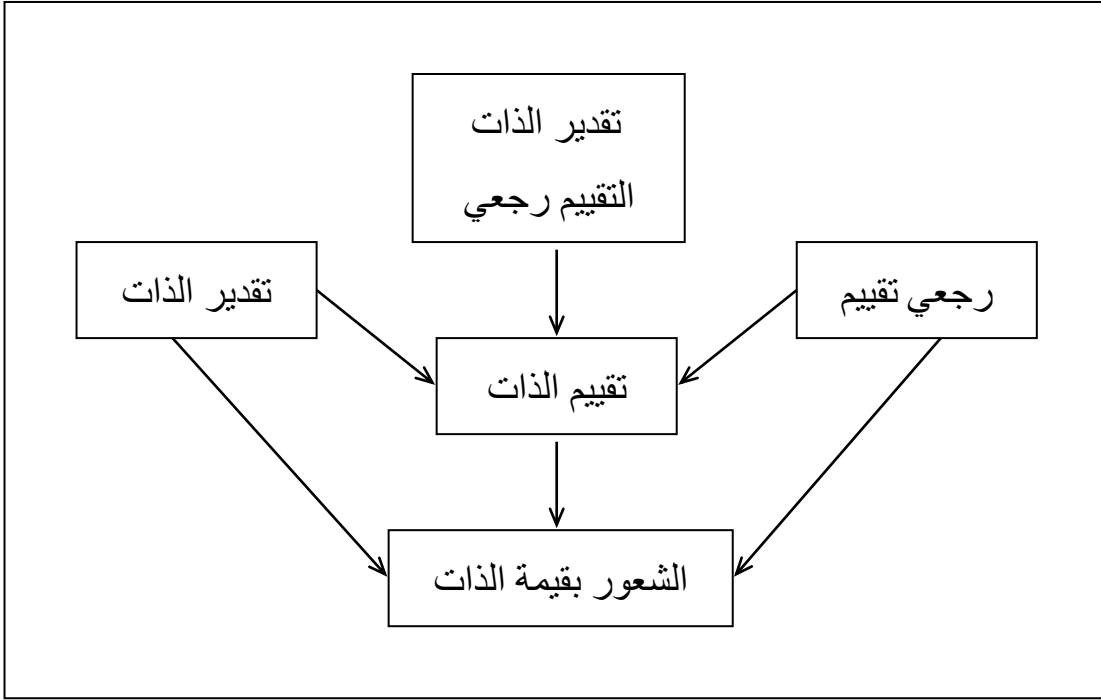 تقدير الذات
التقييم رجعي
رجعي تقييم
تقدير الذات
تقييم الذات
الشعور بقيمة الذات